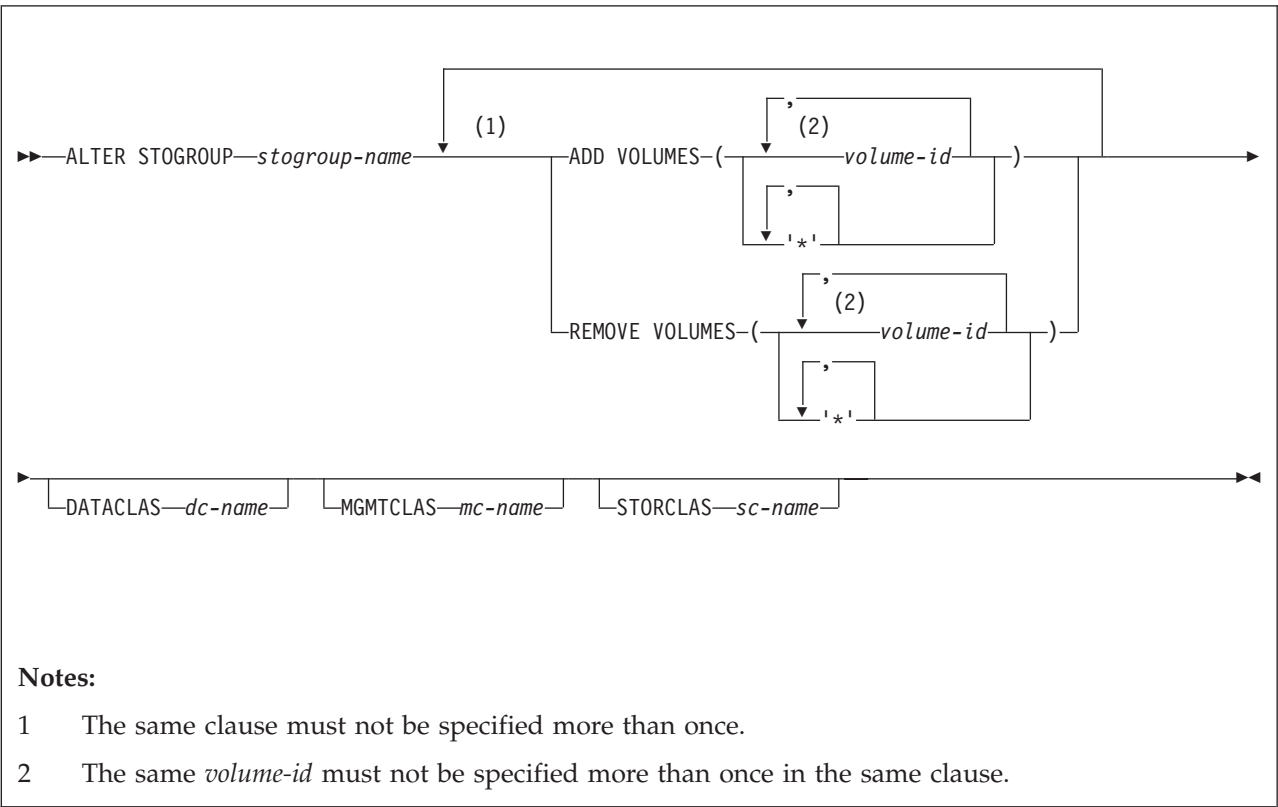 (1)
,
(2)
ALTER STOGROUP stogroup-name ADD VOLUMES ( volume-id )
,
'*'
,
(2)
REMOVE VOLUMES ( volume-id )
,
'*'
DATACLAS dc-name MGMTCLAS mc-name STORCLAS sc-name
Notes:
1 The same clause must not be specified more than once.
2 The same volume-id must not be specified more than once in the same clause.